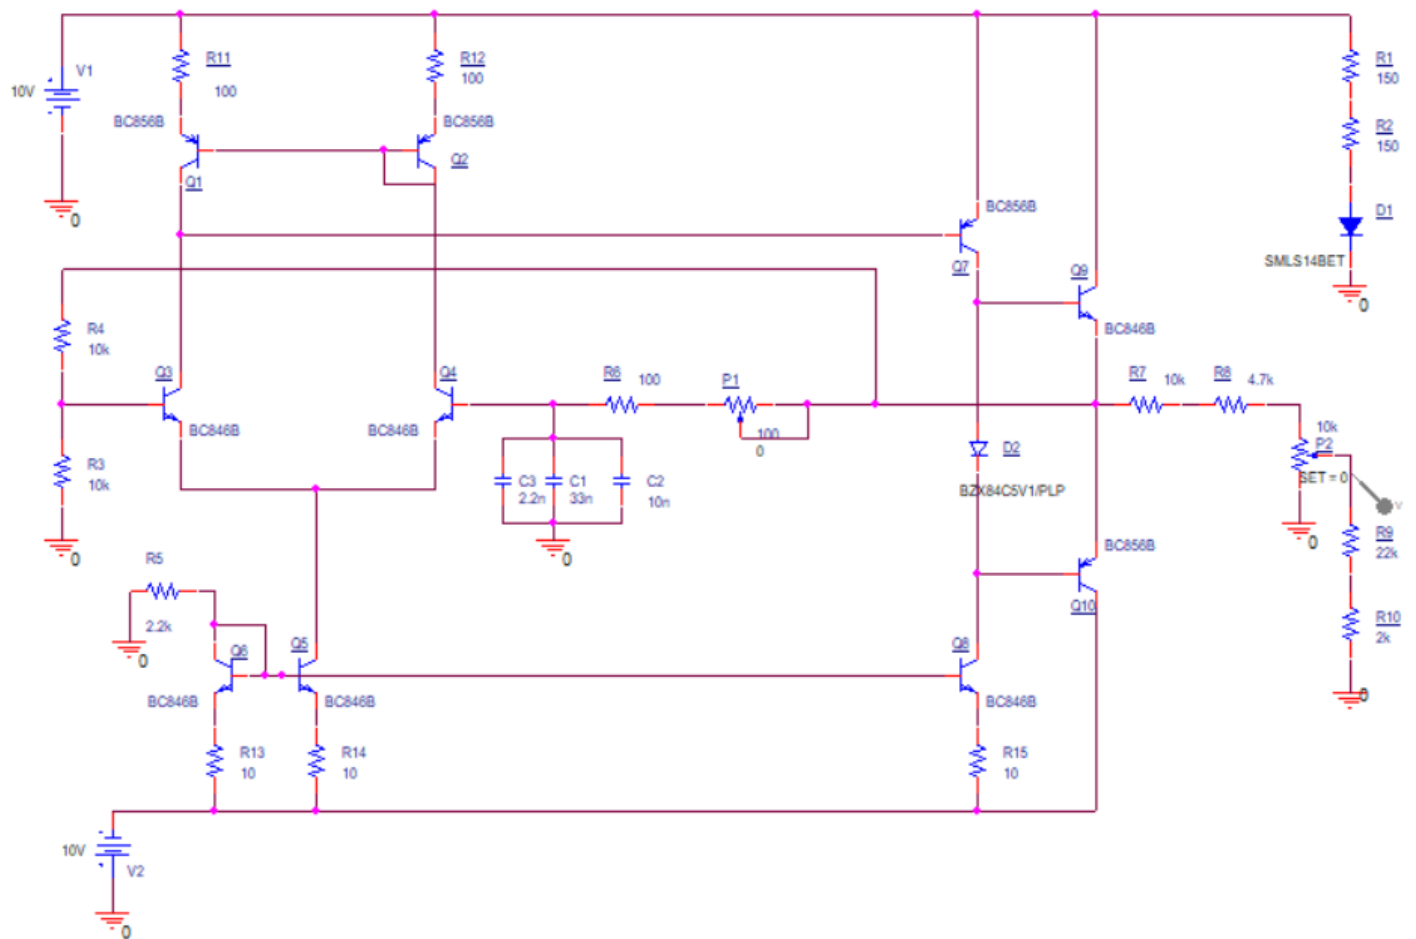 V1
10V
R11
100
R12
100
BC856B
BC856B
Q1
Q2
R1
150
R2
150
D1
SMLS14BET
0
0
BC856B
Q7
Q9
BC846B
R4
10k
Q3
BC846B
Q4
BC846B
R6
100
P1
100
0
R7
10k
R8
4.7k
10k
P2
SET = 0
V
R3
10k
0
C3
2.2n
C1
33n
C2
10n
0
D2
BZX84C5V1/PLP
0
R9
22k
R10
2k
0
BC856B
Q10
R5
2.2k
0
Q6
BC846B
Q5
BC846B
Q8
BC846B
R13
10
R14
10
R15
10
10V
V2
0